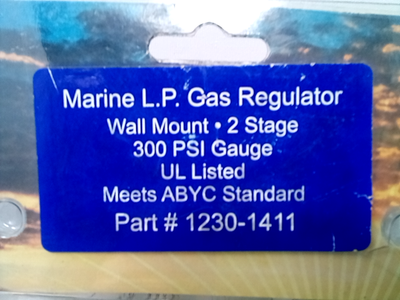 Marine L.P. Gas Regulator
Wall Mount • 2 Stage
300 PSI Gauge
UL Listed
Meets ABYC Standard
Part # 1230-1411